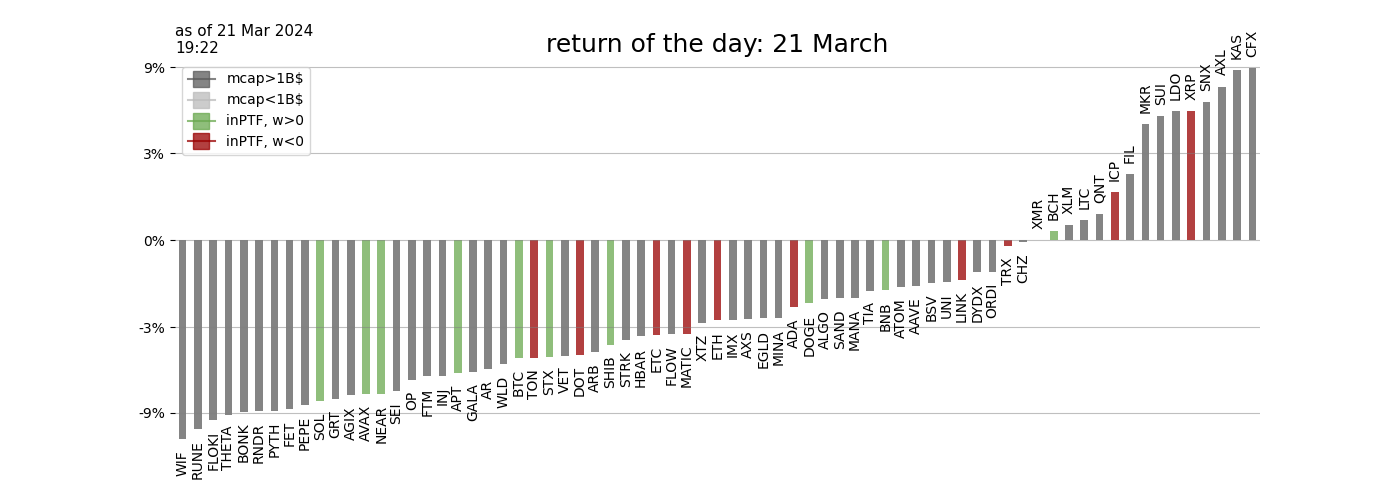 as of 21 Mar 2024
19:22
return of the day: 21 March
mcap>1B$
mcap<1B$
inPTF, w>0
inPTF, w<0
9%
3%
0%
-3%
-9%
WIF
RUNE
FLOKI
THETA
BONK
RNDR
PYTH
FET
PEPE
SOL
GRT
AGIX
AVAX
NEAR
SEI
OP
FTM
INJ
APT
GALA
AR
WLD
BTC
TON
STX
VET
DOT
ARB
SHIB
STRK
HBAR
ETC
FLOW
MATIC
XTZ
ETH
IMX
AXS
EGLD
MINA
ADA
DOGE
ALGO
SAND
MANA
TIA
BNB
ATOM
AAVE
BSV
UNI
LINK
DYDX
ORDI
TRX
CHZ
XMR
BCH
XLM
LTC
QNT
ICP
FIL
MKR
SUI
LDO
XRP
SNX
AXL
KAS
CFX